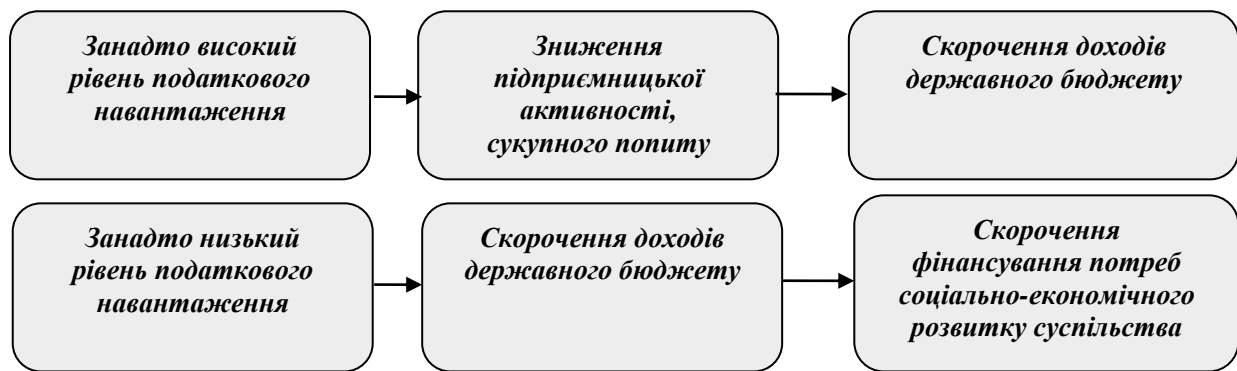 Занадто високий
рівень податкового
навантаження
Зниження
підприємницької
активності,
сукупного попиту
Скорочення доходів
державного бюджету
Занадто низький
рівень податкового
навантаження
Скорочення доходів
державного бюджету
Скорочення
фінансування потреб
соціально-економічного
розвитку суспільства